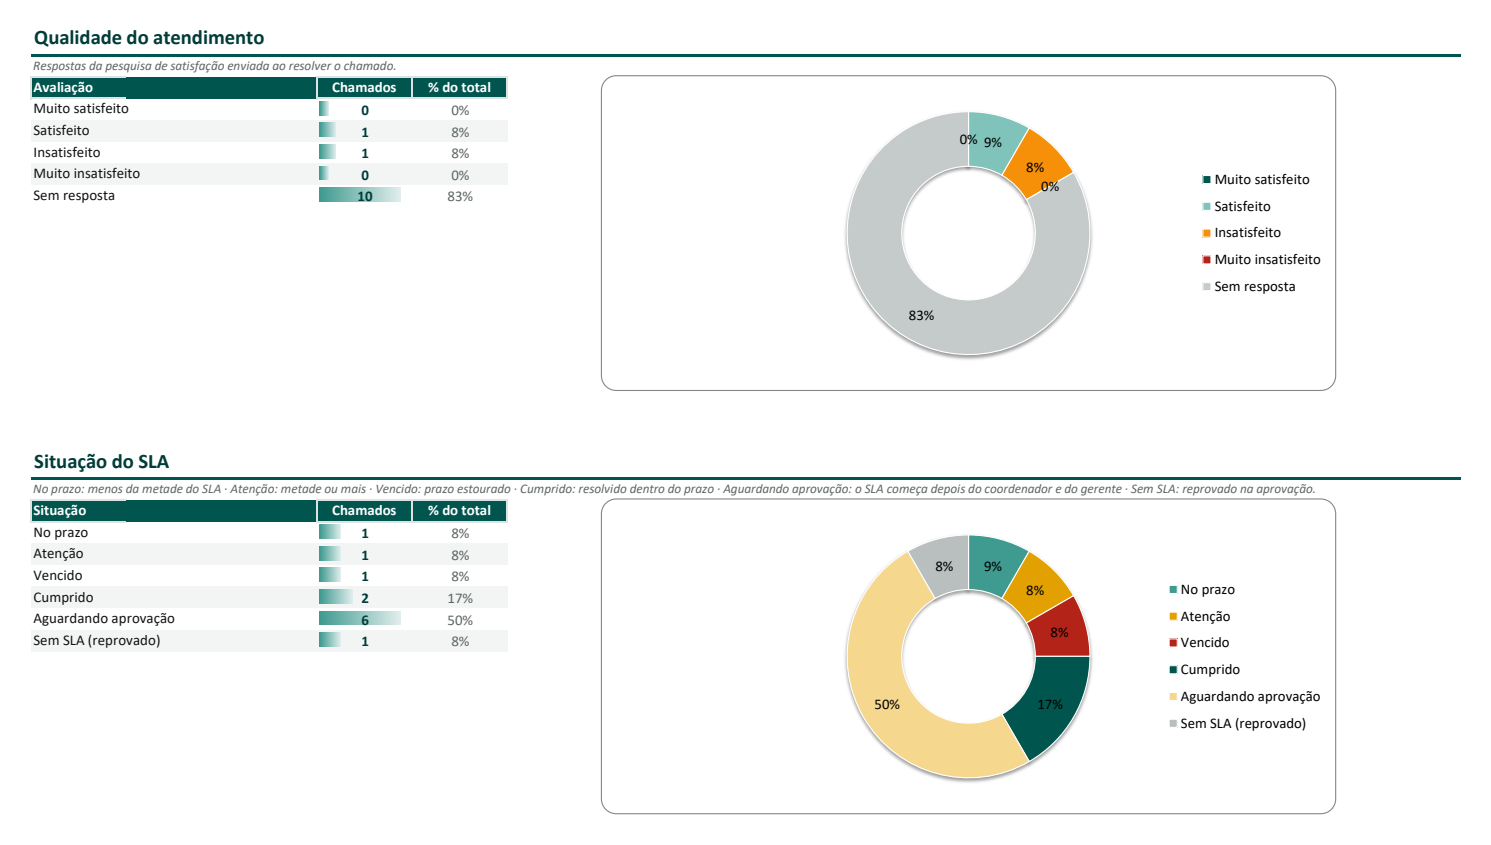 Qualidade do atendimento
Respostas da pesquisa de satisfação enviada ao resolver o chamado.
Avaliação Chamados % do total
Muito satisfeito 0 0%
Satisfeito 1 8%
Insatisfeito 1 8%
Muito insatisfeito 0 0%
Sem resposta 10 83%
0% 9%
8%
0%
83%
Muito satisfeito
Satisfeito
Insatisfeito
Muito insatisfeito
Sem resposta
Situação do SLA
No prazo: menos da metade do SLA · Atenção: metade ou mais · Vencido: prazo estourado · Cumprido: resolvido dentro do prazo · Aguardando aprovação: o SLA começa depois do coordenador e do gerente · Sem SLA: reprovado na aprovação.
Situação Chamados % do total
No prazo 1 8%
Atenção 1 8%
Vencido 1 8%
Cumprido 2 17%
Aguardando aprovação 6 50%
Sem SLA (reprovado) 1 8%
8% 9%
8%
8%
50% 17%
No prazo
Atenção
Vencido
Cumprido
Aguardando aprovação
Sem SLA (reprovado)